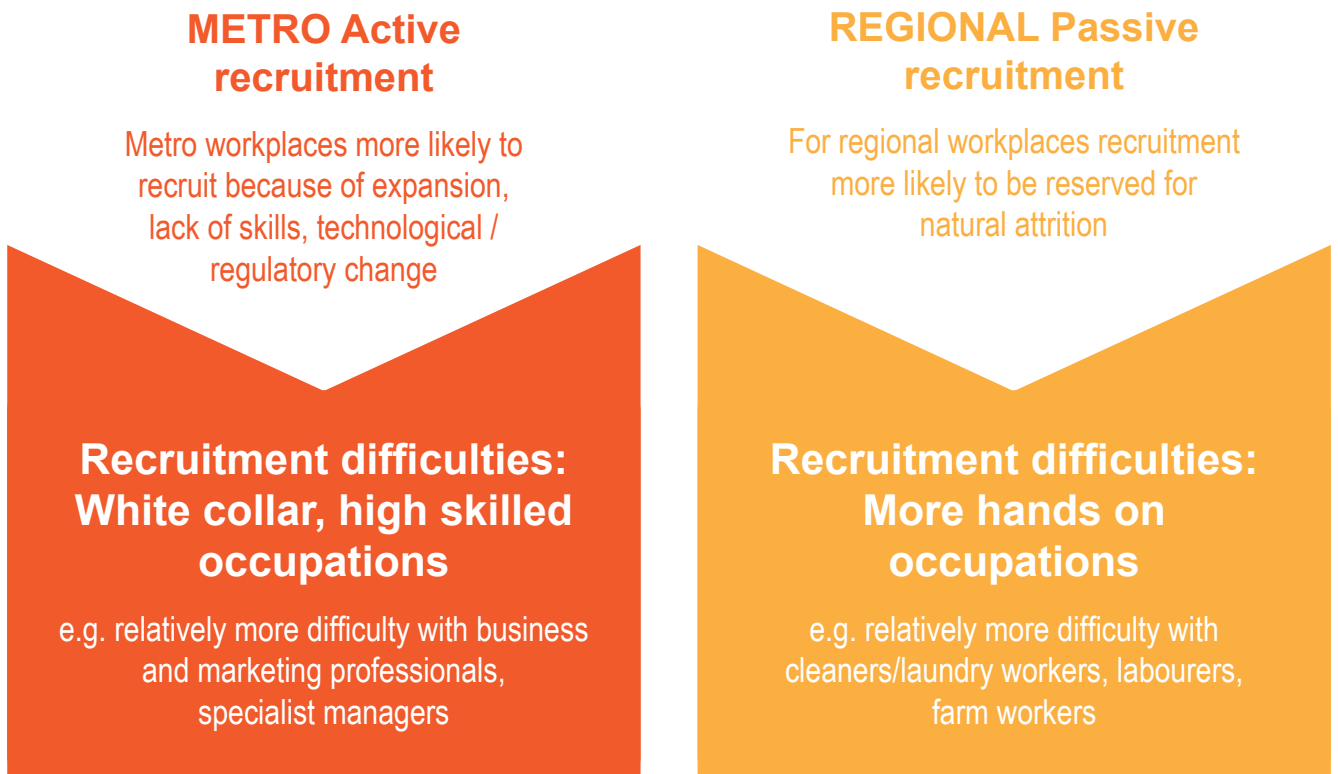 METRO Active
recruitment
Metro workplaces more likely to
recruit because of expansion,
lack of skills, technological /
regulatory change
Recruitment difficulties:
White collar, high skilled
occupations
e.g. relatively more difficulty with business
and marketing professionals,
specialist managers
REGIONAL Passive
recruitment
For regional workplaces recruitment
more likely to be reserved for
natural attrition
Recruitment difficulties:
More hands on
occupations
e.g. relatively more difficulty with
cleaners/laundry workers, labourers,
farm workers